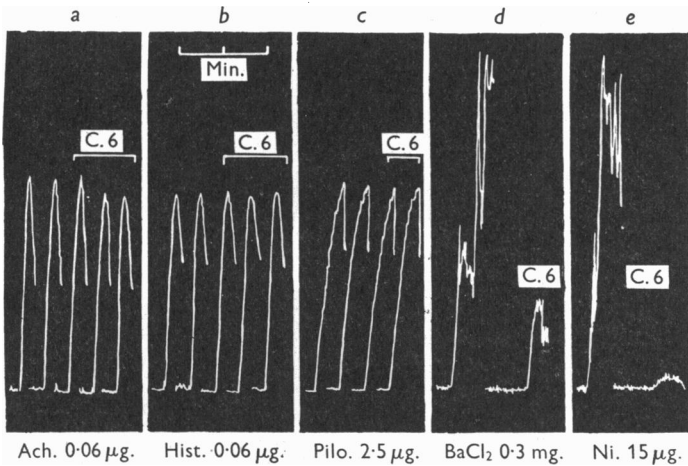 a b c d e
Min.
C.6 C.6 C.6
C.6 C.6
Ach. 0·06 μg. Hist. 0·06 μg. Pilo. 2·5 μg. BaCl₂ 0·3 mg. Ni. 15 μg.